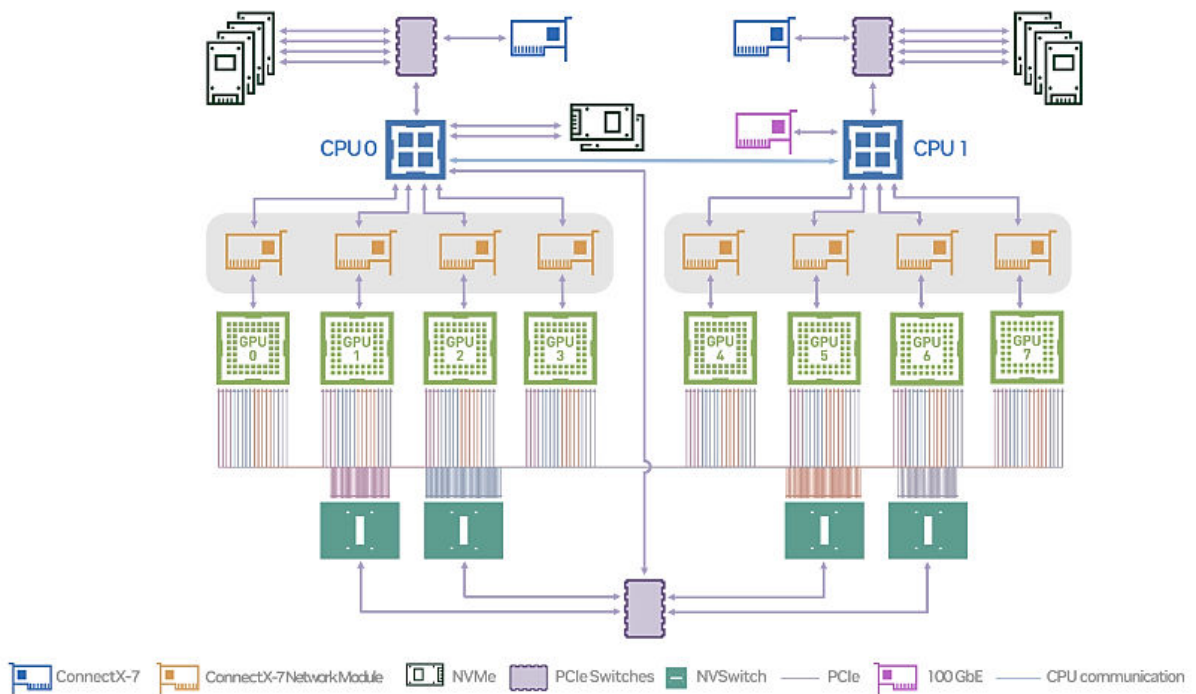 CPU 0
CPU 1
GPU 0
GPU 1
GPU 2
GPU 3
GPU 4
GPU 5
GPU 6
GPU 7
ConnectX-7
ConnectX-7 Network Module
NVMe
PCIe Switches
NVSwitch
PCIe
100 GbE
CPU communication